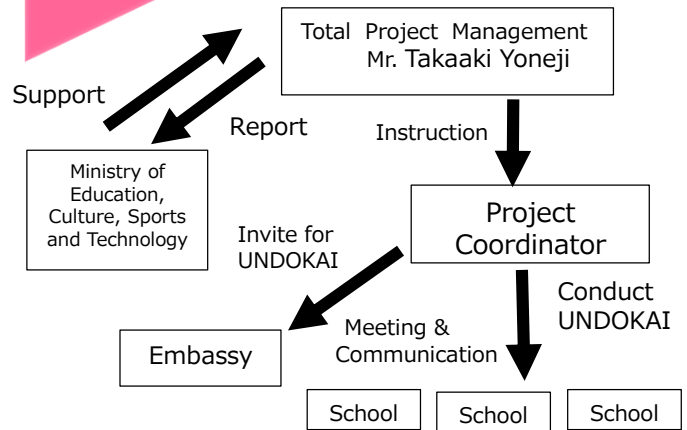 Total Project Management
Mr. Takaaki Yoneji
Support
Report
Instruction
Ministry of
Education,
Culture, Sports
and Technology
Project
Coordinator
Invite for
UNDOKAI
Conduct
UNDOKAI
Meeting &
Communication
Embassy
School
School
School